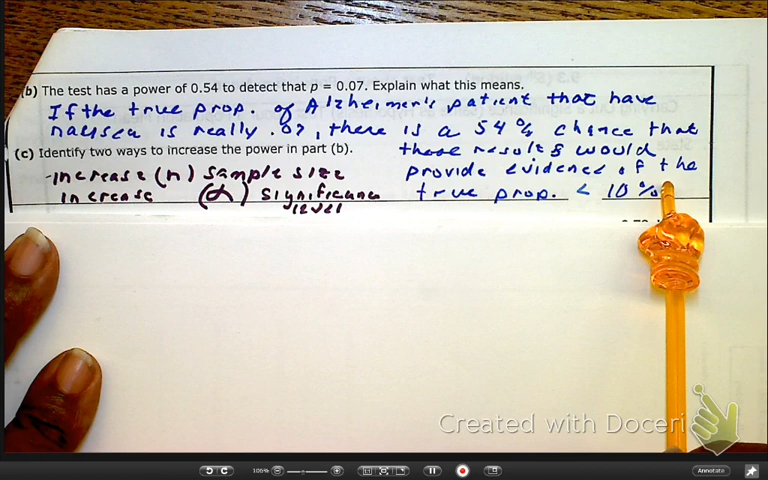 (b) The test has a power of 0.54 to detect that p = 0.07. Explain what this means.
If the true prop. of Alzheimer's patient that have
nausea is really .07, there is a 54% chance that
these results would
provide evidence of the
true prop. < 10%
(c) Identify two ways to increase the power in part (b).
-increase (n) sample size
increase (α) significance
level
Created with Doceri
106%
Annotate